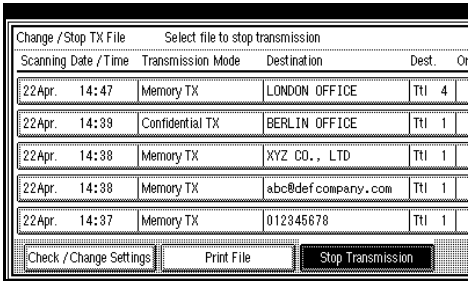 Change / Stop TX File Select file to stop transmission
Scanning Date / Time Transmission Mode Destination Dest.
22Apr. 14:47 Memory TX LONDON OFFICE Ttl 4
22Apr. 14:39 Confidential TX BERLIN OFFICE Ttl 1
22Apr. 14:38 Memory TX XYZ CO., LTD Ttl 1
22Apr. 14:38 Memory TX abc@defcompany.com Ttl 1
22Apr. 14:37 Memory TX 012345678 Ttl 1
Check / Change Settings Print File Stop Transmission